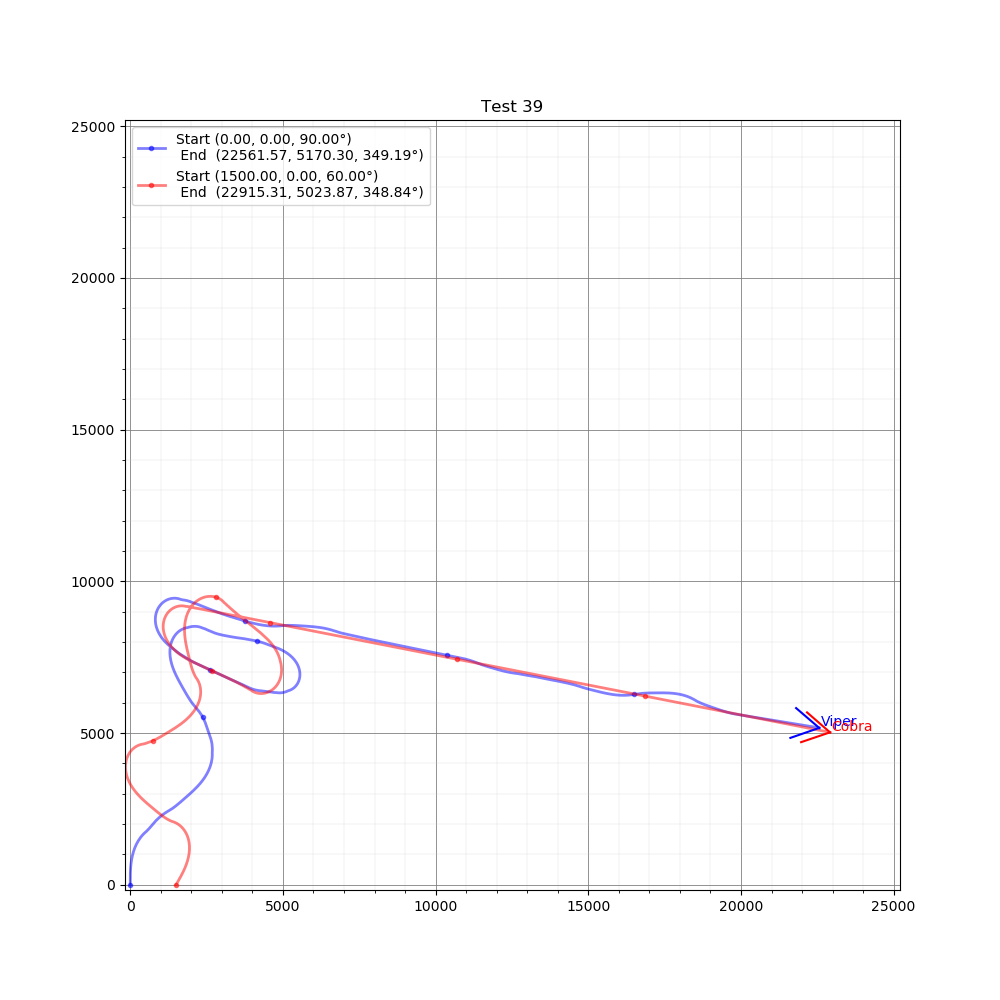 Test 39
Start (0.00, 0.00, 90.00°)
End (22561.57, 5170.30, 349.19°)
Start (1500.00, 0.00, 60.00°)
End (22915.31, 5023.87, 348.84°)
25000
20000
15000
10000
5000
0
Viper
Cobra
0 5000 10000 15000 20000 25000